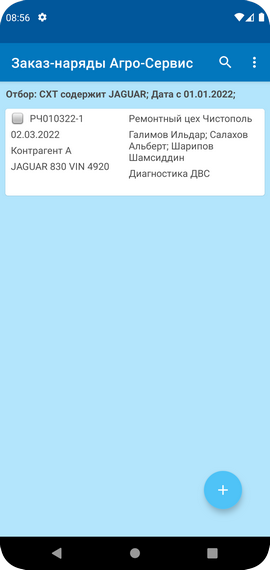 08:56
Заказ-наряды Агро-Сервис
Отбор: СХТ содержит JAGUAR; Дата с 01.01.2022;
РЧ010322-1
02.03.2022
Контрагент А
JAGUAR 830 VIN 4920
Ремонтный цех Чистополь
Галимов Ильдар; Салахов
Альберт; Шарипов
Шамсиддин
Диагностика ДВС